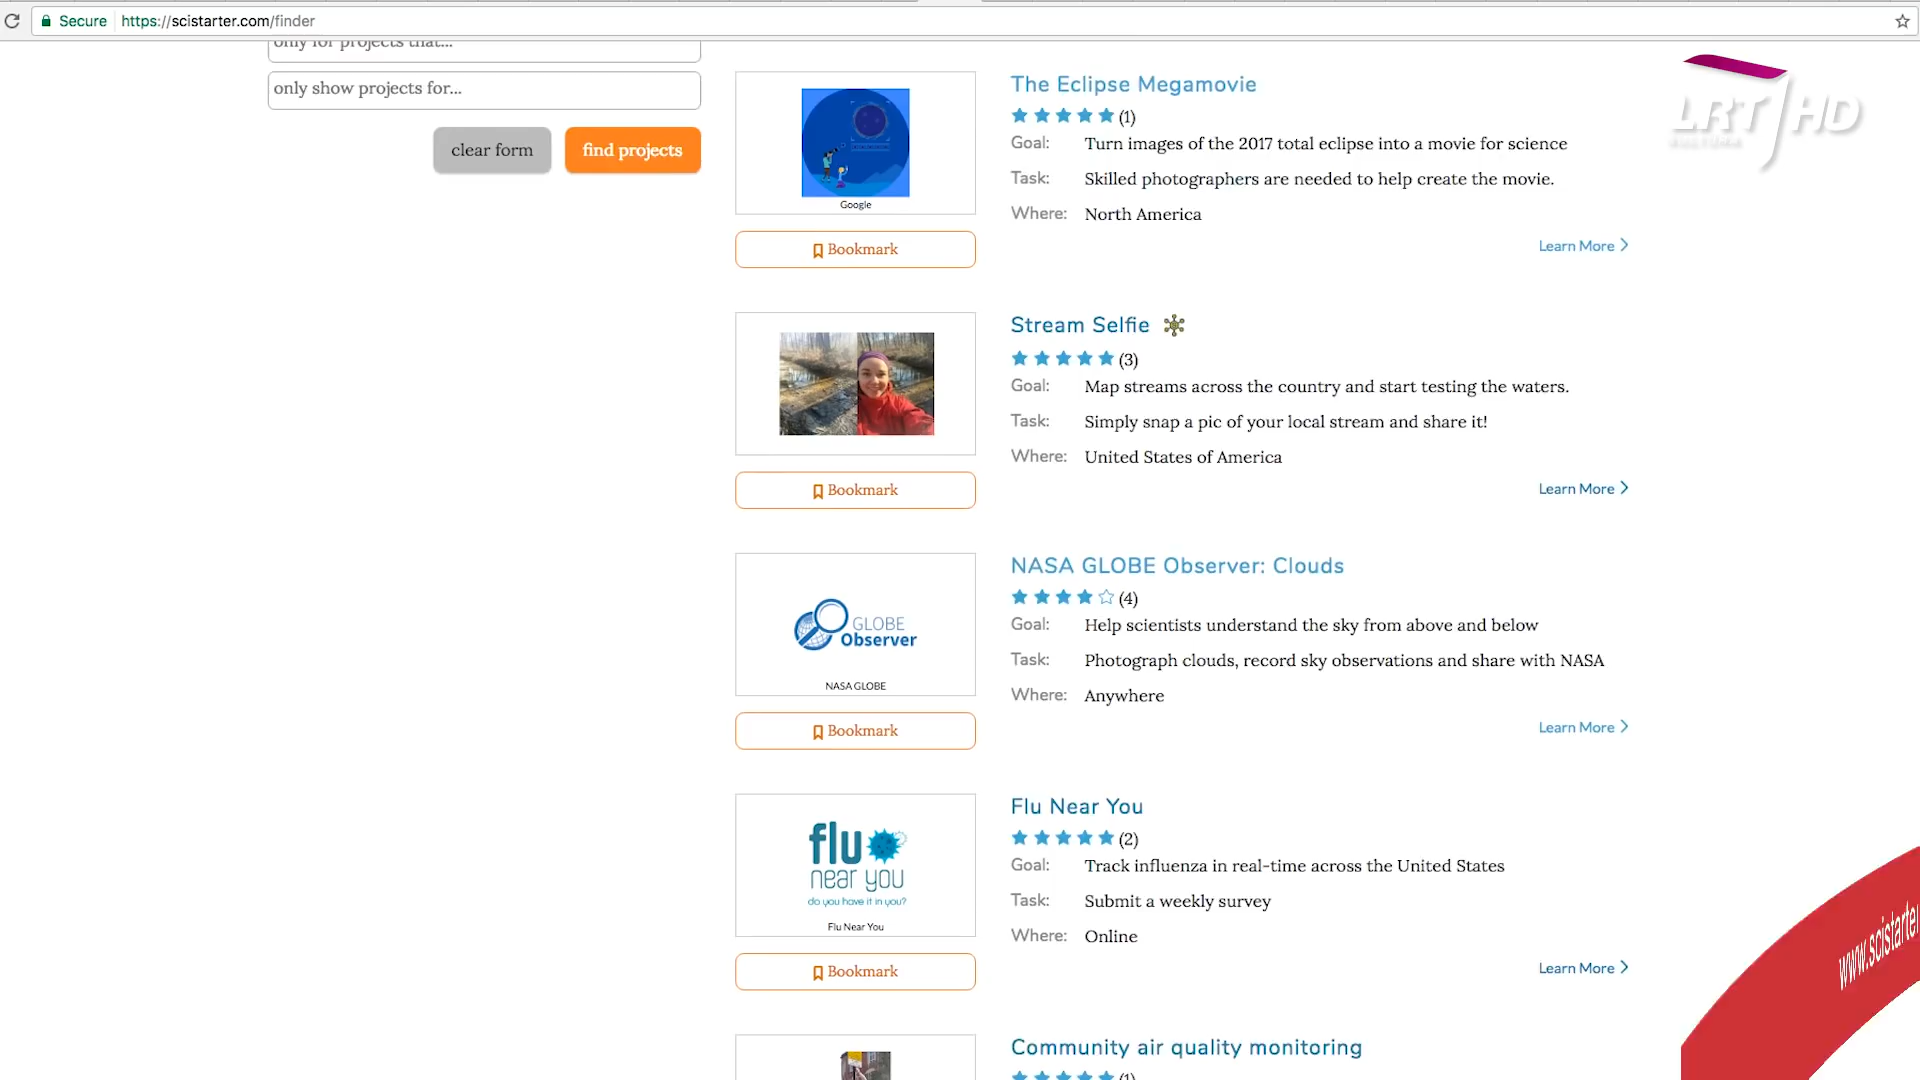 Secure https://scistarter.com/finder
only for projects that...
only show projects for...
clear form
find projects
Google
Bookmark
The Eclipse Megamovie
(1)
Goal: Turn images of the 2017 total eclipse into a movie for science
Task: Skilled photographers are needed to help create the movie.
Where: North America
Learn More
LRT HD
KULTŪRA
Bookmark
Stream Selfie
(3)
Goal: Map streams across the country and start testing the waters.
Task: Simply snap a pic of your local stream and share it!
Where: United States of America
Learn More
GLOBE
Observer
NASA GLOBE
Bookmark
NASA GLOBE Observer: Clouds
(4)
Goal: Help scientists understand the sky from above and below
Task: Photograph clouds, record sky observations and share with NASA
Where: Anywhere
Learn More
flu
near you
do you have it in you?
Flu Near You
Bookmark
Flu Near You
(2)
Goal: Track influenza in real-time across the United States
Task: Submit a weekly survey
Where: Online
Learn More
www.scistarter
Community air quality monitoring
(1)